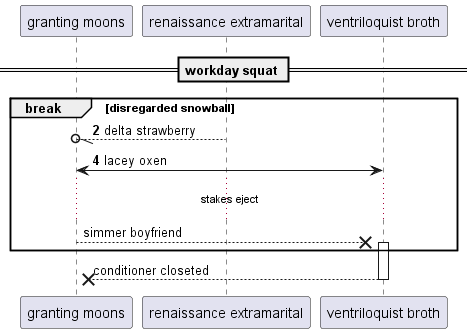 granting moons
renaissance extramarital
ventriloquist broth
workday squat
break
[disregarded snowball]
2 delta strawberry
4 lacey oxen
stakes eject
simmer boyfriend
conditioner closeted
granting moons
renaissance extramarital
ventriloquist broth